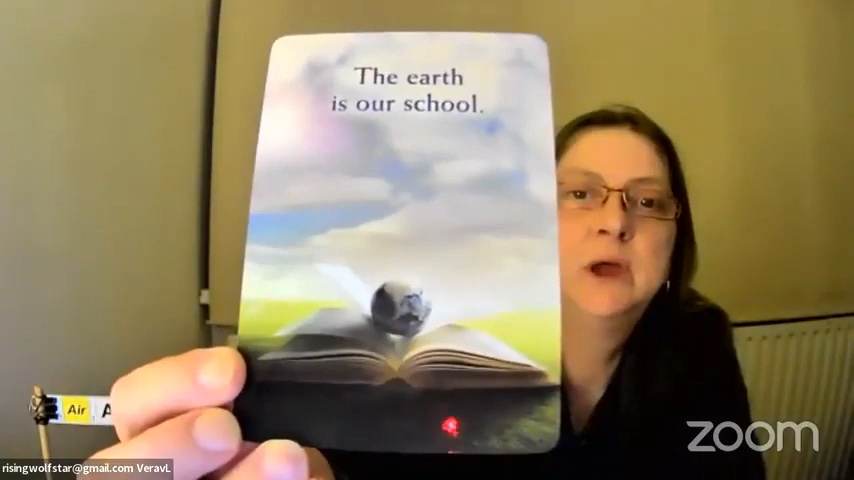 The earth
is our school.
Air
A
zoom
risingwolfstar@gmail.com VeravL